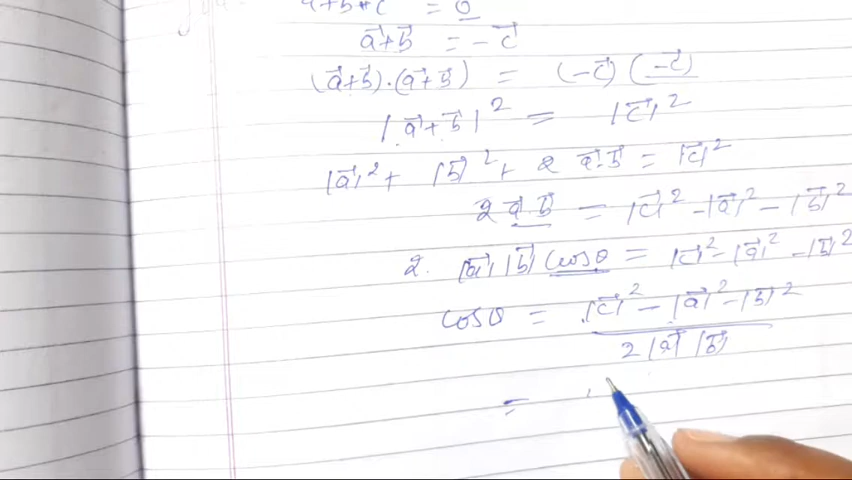 a+b+c = 0
a⃗+b⃗ = -c⃗
(a⃗+b⃗).(a⃗+b⃗) = (-c⃗) (-c⃗)
|a⃗+b⃗|² = |c⃗|²
|a⃗|² + |b⃗|² + 2 a⃗.b⃗ = |c⃗|²
2 a⃗.b⃗ = |c⃗|² - |a⃗|² - |b⃗|²
2. |a⃗| |b⃗| cosθ = |c⃗|² - |a⃗|² - |b⃗|²
cosθ = |c⃗|² - |a⃗|² - |b⃗|²
2 |a⃗| |b⃗|
=